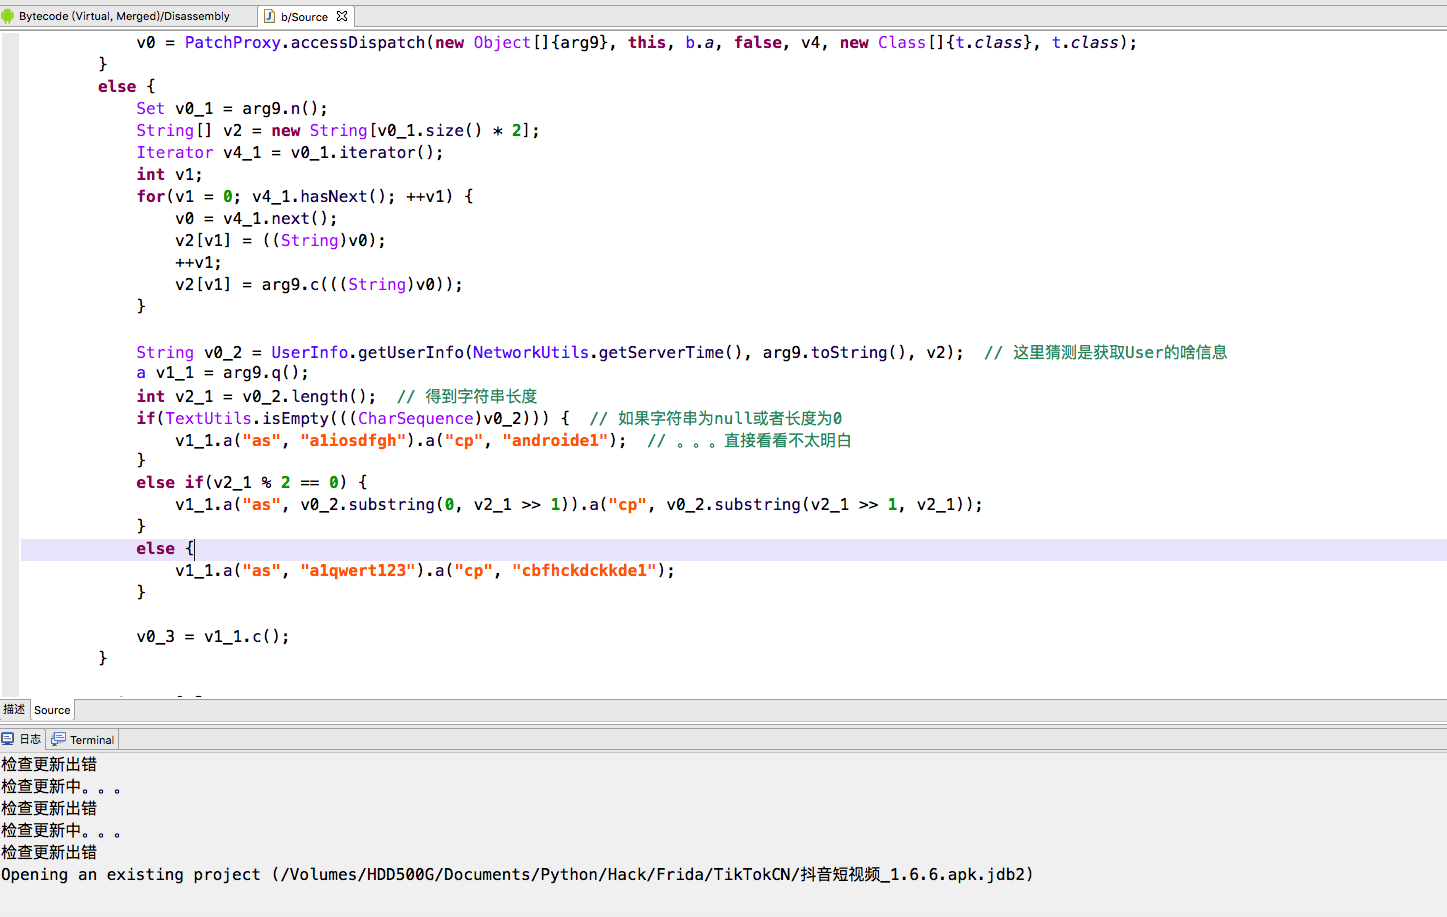 Bytecode (Virtual, Merged)/Disassembly
b/Source
v0 = PatchProxy.accessDispatch(new Object[]{arg9}, this, b.a, false, v4, new Class[]{t.class}, t.class);
}
else {
Set v0_1 = arg9.n();
String[] v2 = new String[v0_1.size() * 2];
Iterator v4_1 = v0_1.iterator();
int v1;
for(v1 = 0; v4_1.hasNext(); ++v1) {
v0 = v4_1.next();
v2[v1] = ((String)v0);
++v1;
v2[v1] = arg9.c(((String)v0));
}
String v0_2 = UserInfo.getUserInfo(NetworkUtils.getServerTime(), arg9.toString(), v2);  // 这里猜测是获取User的啥信息
a v1_1 = arg9.q();
int v2_1 = v0_2.length();  // 得到字符串长度
if(TextUtils.isEmpty(((CharSequence)v0_2))) {  // 如果字符串为null或者长度为0
v1_1.a("as", "a1iosdfgh").a("cp", "androide1");  // 。。。直接看看不太明白
}
else if(v2_1 % 2 == 0) {
v1_1.a("as", v0_2.substring(0, v2_1 >> 1)).a("cp", v0_2.substring(v2_1 >> 1, v2_1));
}
else {
v1_1.a("as", "a1qwert123").a("cp", "cbfhckdckkde1");
}
v0_3 = v1_1.c();
}
描述
Source
日志
Terminal
检查更新出错
检查更新中。。。
检查更新出错
检查更新中。。。
检查更新出错
Opening an existing project (/Volumes/HDD500G/Documents/Python/Hack/Frida/TikTokCN/抖音短视频_1.6.6.apk.jdb2)